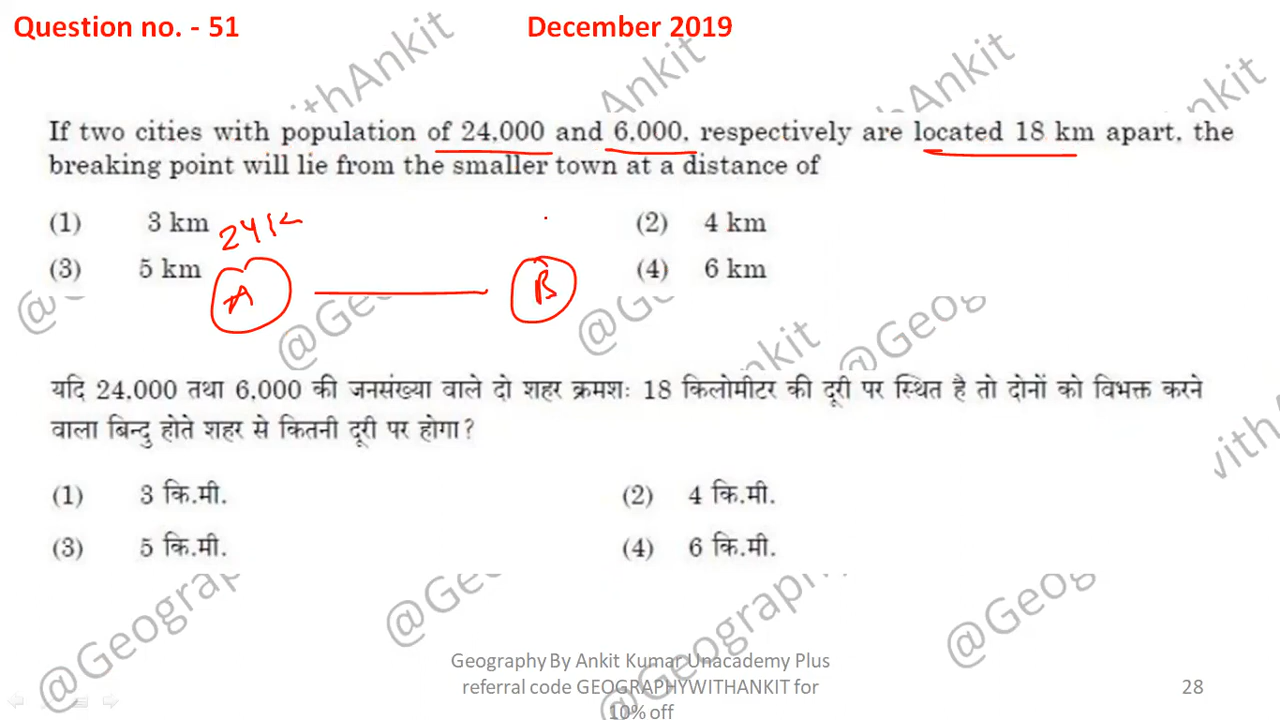 Question no. - 51 December 2019
If two cities with population of 24,000 and 6,000, respectively are located 18 km apart, the
breaking point will lie from the smaller town at a distance of
(1) 3 km (2) 4 km
24K
(3) 5 km (4) 6 km
A B
यदि 24,000 तथा 6,000 की जनसंख्या वाले दो शहर क्रमशः 18 किलोमीटर की दूरी पर स्थित है तो दोनों को विभक्त करने
वाला बिन्दु होते शहर से कितनी दूरी पर होगा?
(1) 3 कि.मी. (2) 4 कि.मी.
(3) 5 कि.मी. (4) 6 कि.मी.
Geography By Ankit Kumar Unacademy Plus
referral code GEOGRAPHYWITHANKIT for
10% off
28